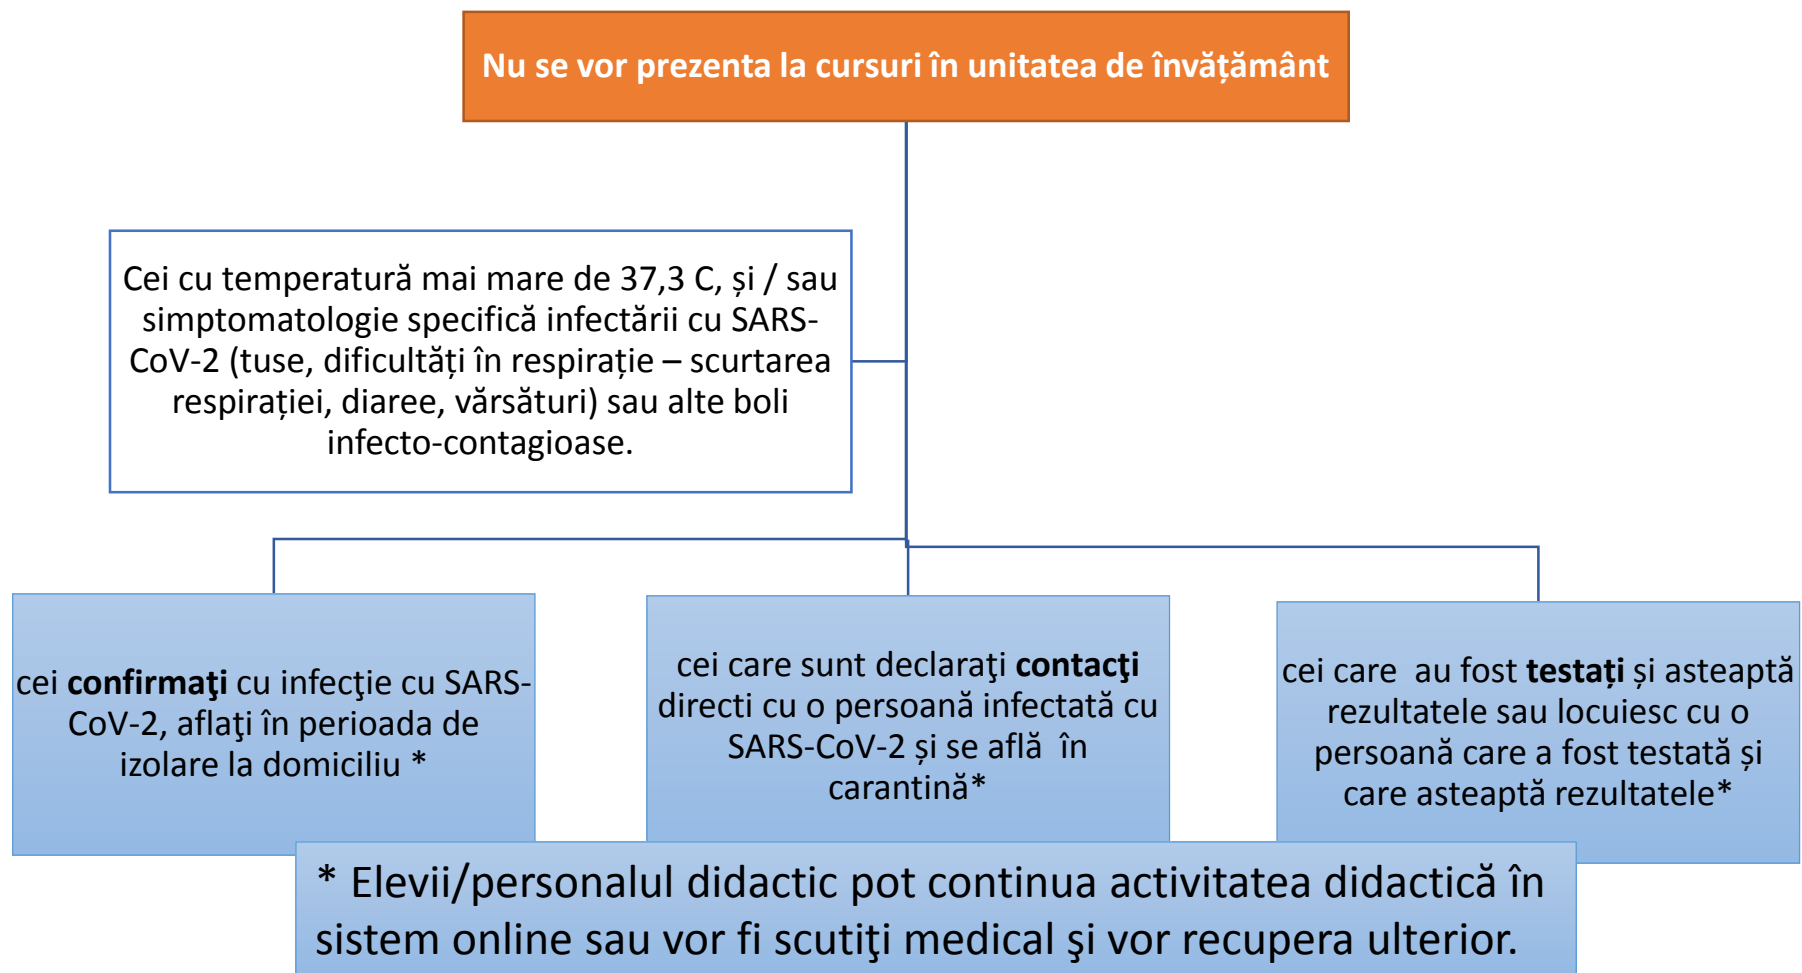 Nu se vor prezenta la cursuri în unitatea de învățământ
Cei cu temperatură mai mare de 37,3 C, și / sau
simptomatologie specifică infectării cu SARS-
CoV-2 (tuse, dificultăți în respirație – scurtarea
respirației, diaree, vărsături) sau alte boli
infecto-contagioase.
cei confirmaţi cu infecţie cu SARS-
CoV-2, aflaţi în perioada de
izolare la domiciliu *
cei care sunt declaraţi contacţi
directi cu o persoană infectată cu
SARS-CoV-2 și se află  în
carantină*
cei care  au fost testați și asteaptă
rezultatele sau locuiesc cu o
persoană care a fost testată și
care asteaptă rezultatele*
* Elevii/personalul didactic pot continua activitatea didactică în
sistem online sau vor fi scutiţi medical şi vor recupera ulterior.